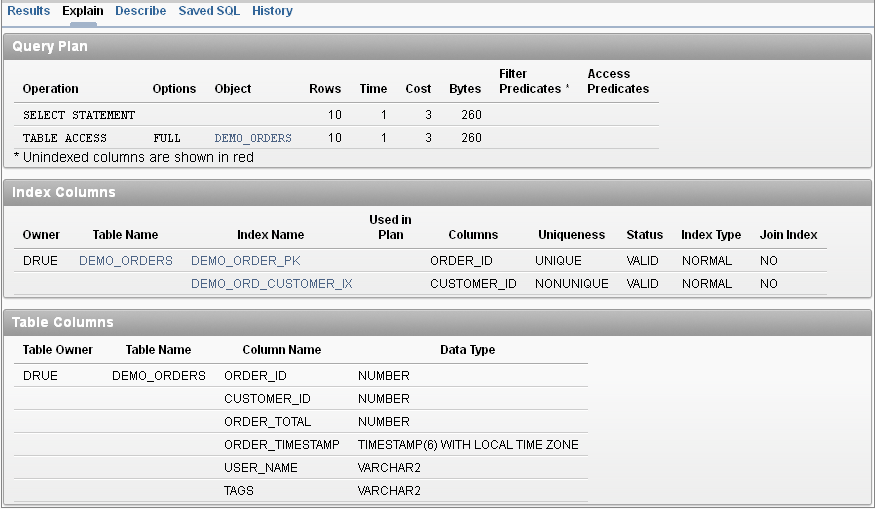 Results Explain Describe Saved SQL History
Query Plan
Operation Options Object Rows Time Cost Bytes Filter Predicates * Access Predicates
SELECT STATEMENT 10 1 3 260
TABLE ACCESS FULL DEMO_ORDERS 10 1 3 260
* Unindexed columns are shown in red
Index Columns
Owner Table Name Index Name Used in Plan Columns Uniqueness Status Index Type Join Index
DRUE DEMO_ORDERS DEMO_ORDER_PK ORDER_ID UNIQUE VALID NORMAL NO
DEMO_ORD_CUSTOMER_IX CUSTOMER_ID NONUNIQUE VALID NORMAL NO
Table Columns
Table Owner Table Name Column Name Data Type
DRUE DEMO_ORDERS ORDER_ID NUMBER
CUSTOMER_ID NUMBER
ORDER_TOTAL NUMBER
ORDER_TIMESTAMP TIMESTAMP(6) WITH LOCAL TIME ZONE
USER_NAME VARCHAR2
TAGS VARCHAR2